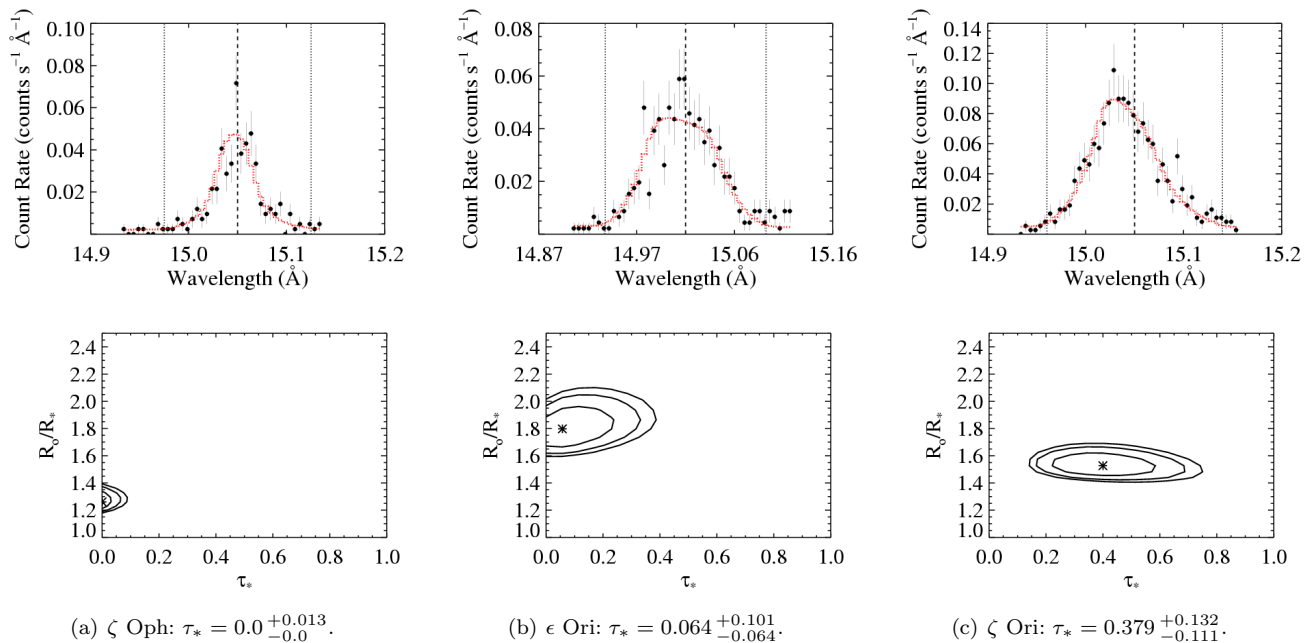 Count Rate (counts s⁻¹ Å⁻¹)
0.10
0.08
0.06
0.04
0.02
14.9 15.0 15.1 15.2
Wavelength (Å)
Count Rate (counts s⁻¹ Å⁻¹)
0.08
0.06
0.04
0.02
14.87 14.97 15.06 15.16
Wavelength (Å)
Count Rate (counts s⁻¹ Å⁻¹)
0.14
0.12
0.10
0.08
0.06
0.04
0.02
14.9 15.0 15.1 15.2
Wavelength (Å)
R₀/R*
2.4
2.2
2.0
1.8
1.6
1.4
1.2
1.0
0.0 0.2 0.4 0.6 0.8 1.0
τ*
R₀/R*
2.4
2.2
2.0
1.8
1.6
1.4
1.2
1.0
0.0 0.2 0.4 0.6 0.8 1.0
τ*
R₀/R*
2.4
2.2
2.0
1.8
1.6
1.4
1.2
1.0
0.0 0.2 0.4 0.6 0.8 1.0
τ*
(a) ζ Oph: τ* = 0.0 +0.013 −0.0.
(b) ϵ Ori: τ* = 0.064 +0.101 −0.064.
(c) ζ Ori: τ* = 0.379 +0.132 −0.111.